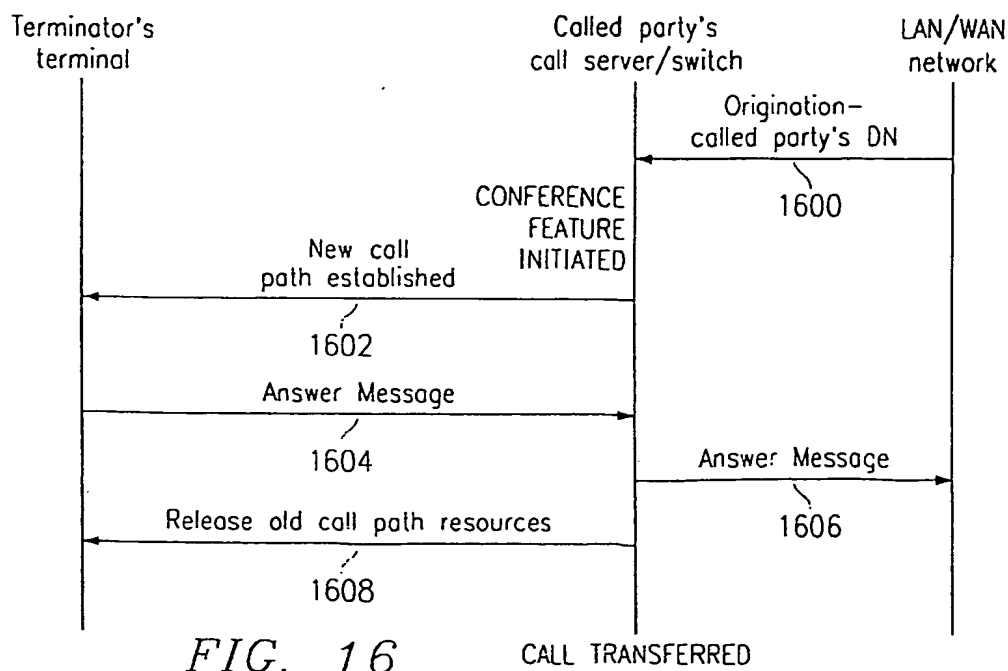 Terminator's
terminal
Called party's
call server/switch
LAN/WAN
network
Origination-
called party's DN
1600
CONFERENCE
FEATURE
INITIATED
New call
path established
1602
Answer Message
1604
Answer Message
1606
Release old call path resources
1608
FIG. 16
CALL TRANSFERRED